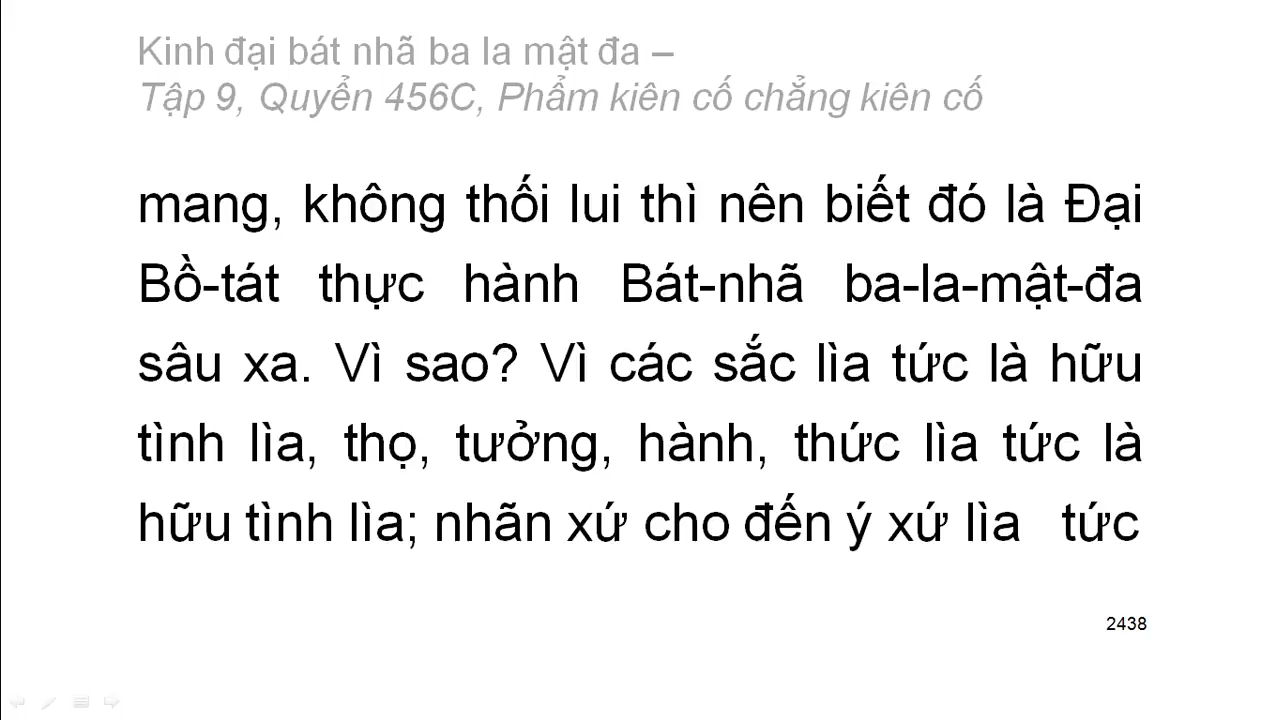 Kinh đại bát nhã ba la mật đa –
Tập 9, Quyển 456C, Phẩm kiên cố chẳng kiên cố
mang, không thối lui thì nên biết đó là Đại
Bồ-tát thực hành Bát-nhã ba-la-mật-đa
sâu xa. Vì sao? Vì các sắc lìa tức là hữu
tình lìa, thọ, tưởng, hành, thức lìa tức là
hữu tình lìa; nhãn xứ cho đến ý xứ lìa tức
2438